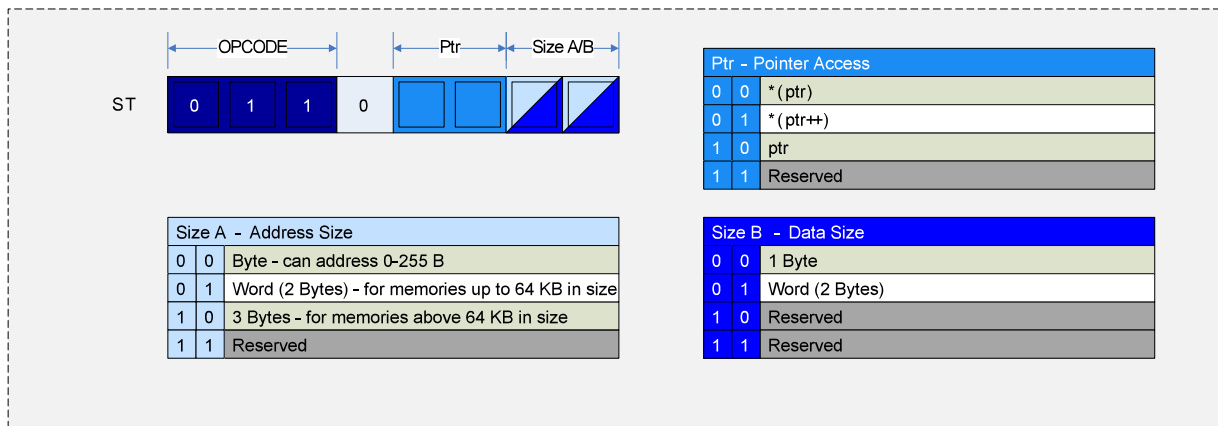 OPCODE Ptr Size A/B
ST 0 1 1 0
Ptr - Pointer Access
0 0 *(ptr)
0 1 *(ptr++)
1 0 ptr
1 1 Reserved
Size A - Address Size
0 0 Byte - can address 0-255 B
0 1 Word (2 Bytes) - for memories up to 64 KB in size
1 0 3 Bytes - for memories above 64 KB in size
1 1 Reserved
Size B - Data Size
0 0 1 Byte
0 1 Word (2 Bytes)
1 0 Reserved
1 1 Reserved